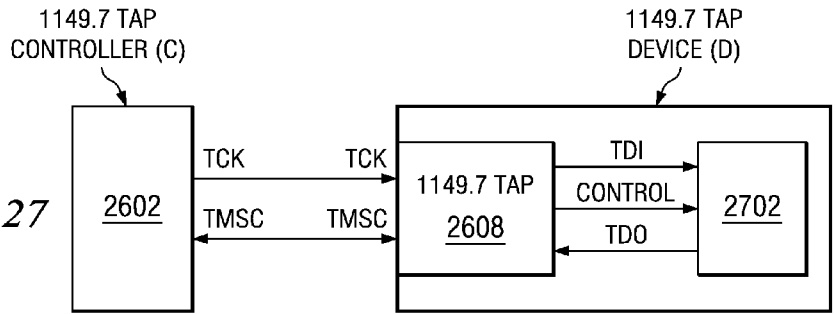 1149.7 TAP
CONTROLLER (C)
1149.7 TAP
DEVICE (D)
27
2602
TCK
TCK
TMSC
TMSC
1149.7 TAP
2608
TDI
CONTROL
TDO
2702